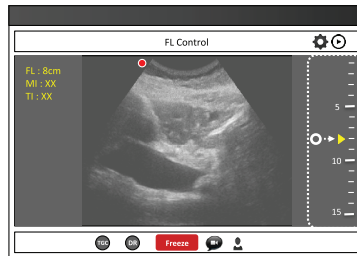 FL Control
FL : 8cm
MI : XX
TI : XX
5
10
15
TGC
DR
Freeze